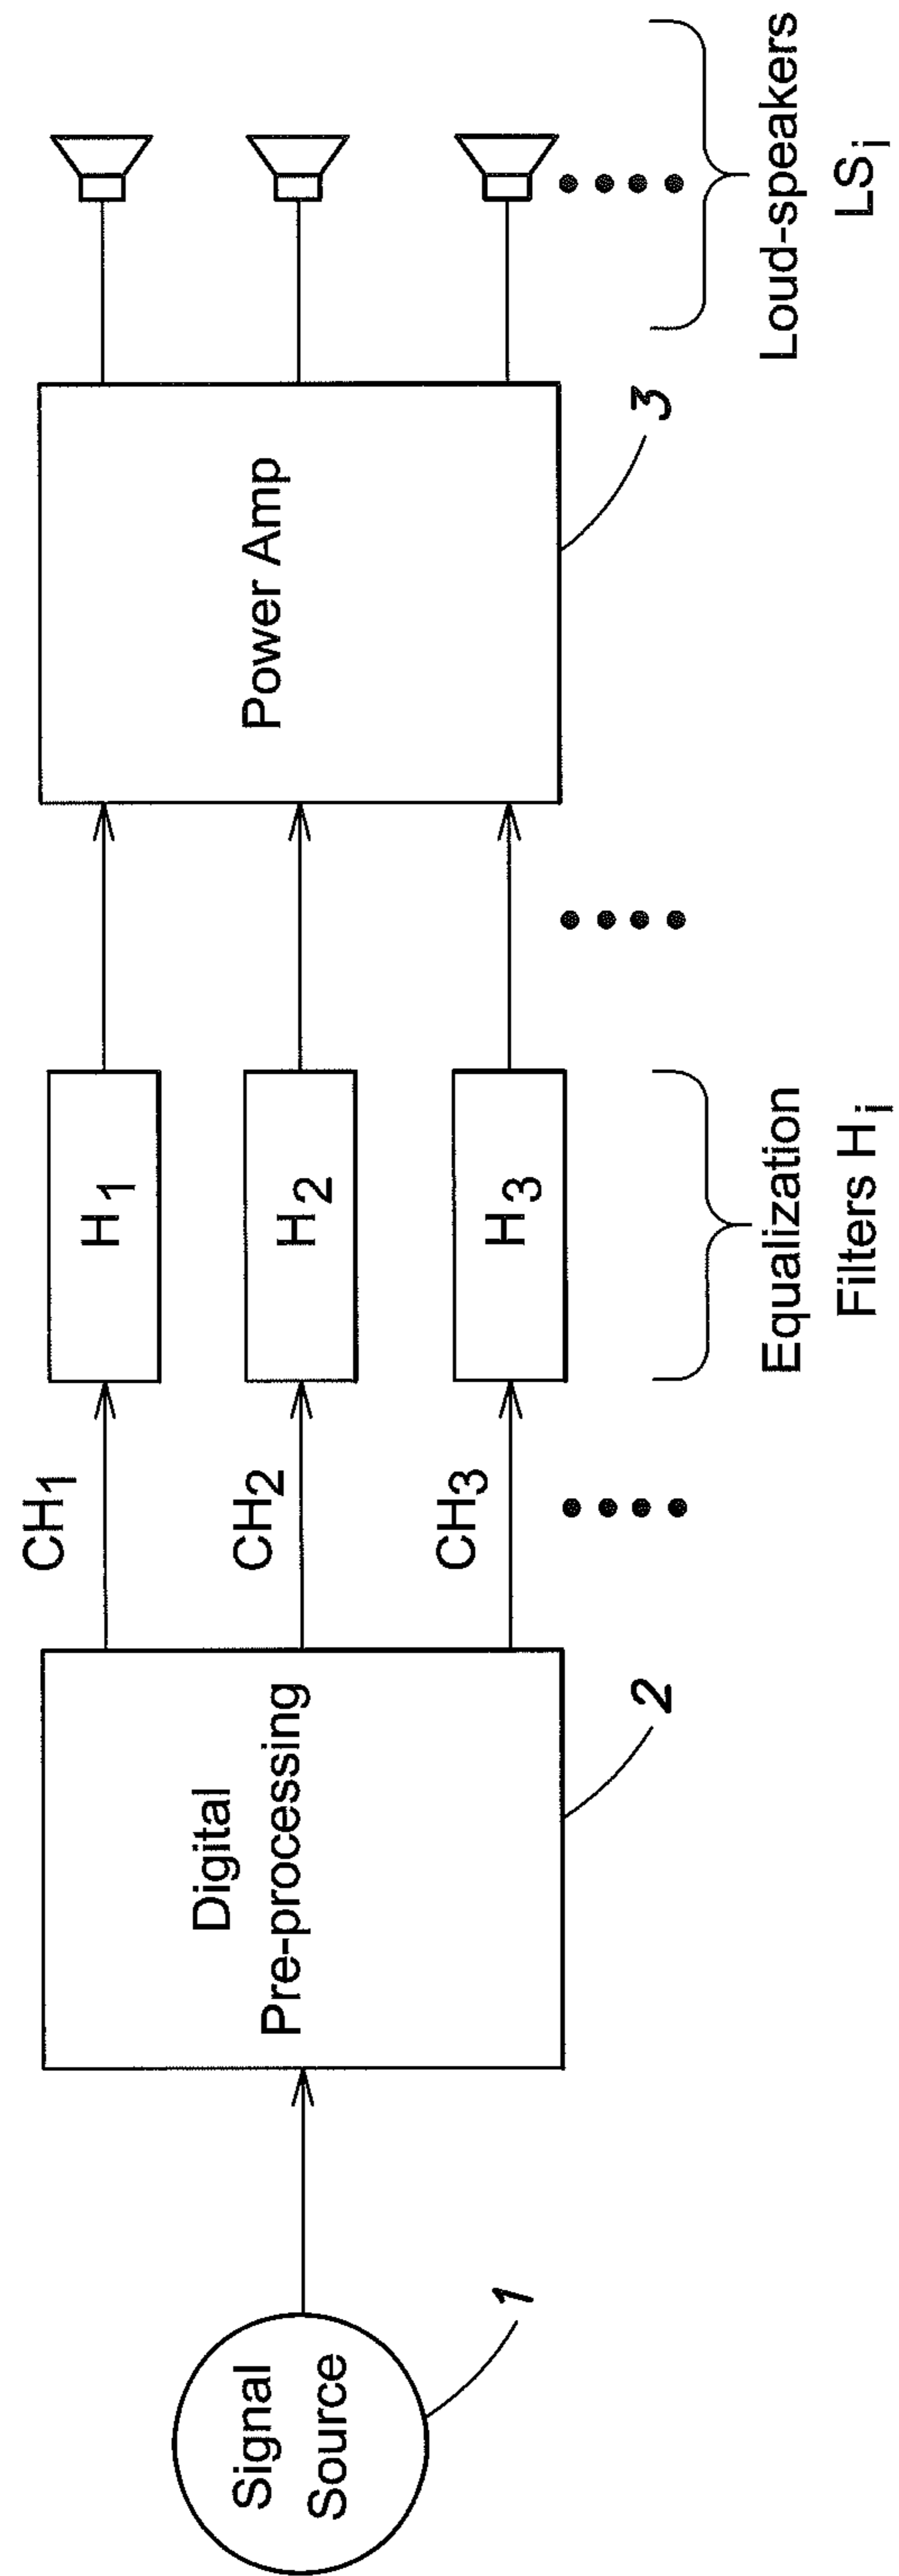 Signal
Source
1
Digital
Pre-processing
2
CH1
CH2
CH3
H1
H2
H3
Equalization
Filters Hi
Power Amp
3
Loud-speakers
LSi